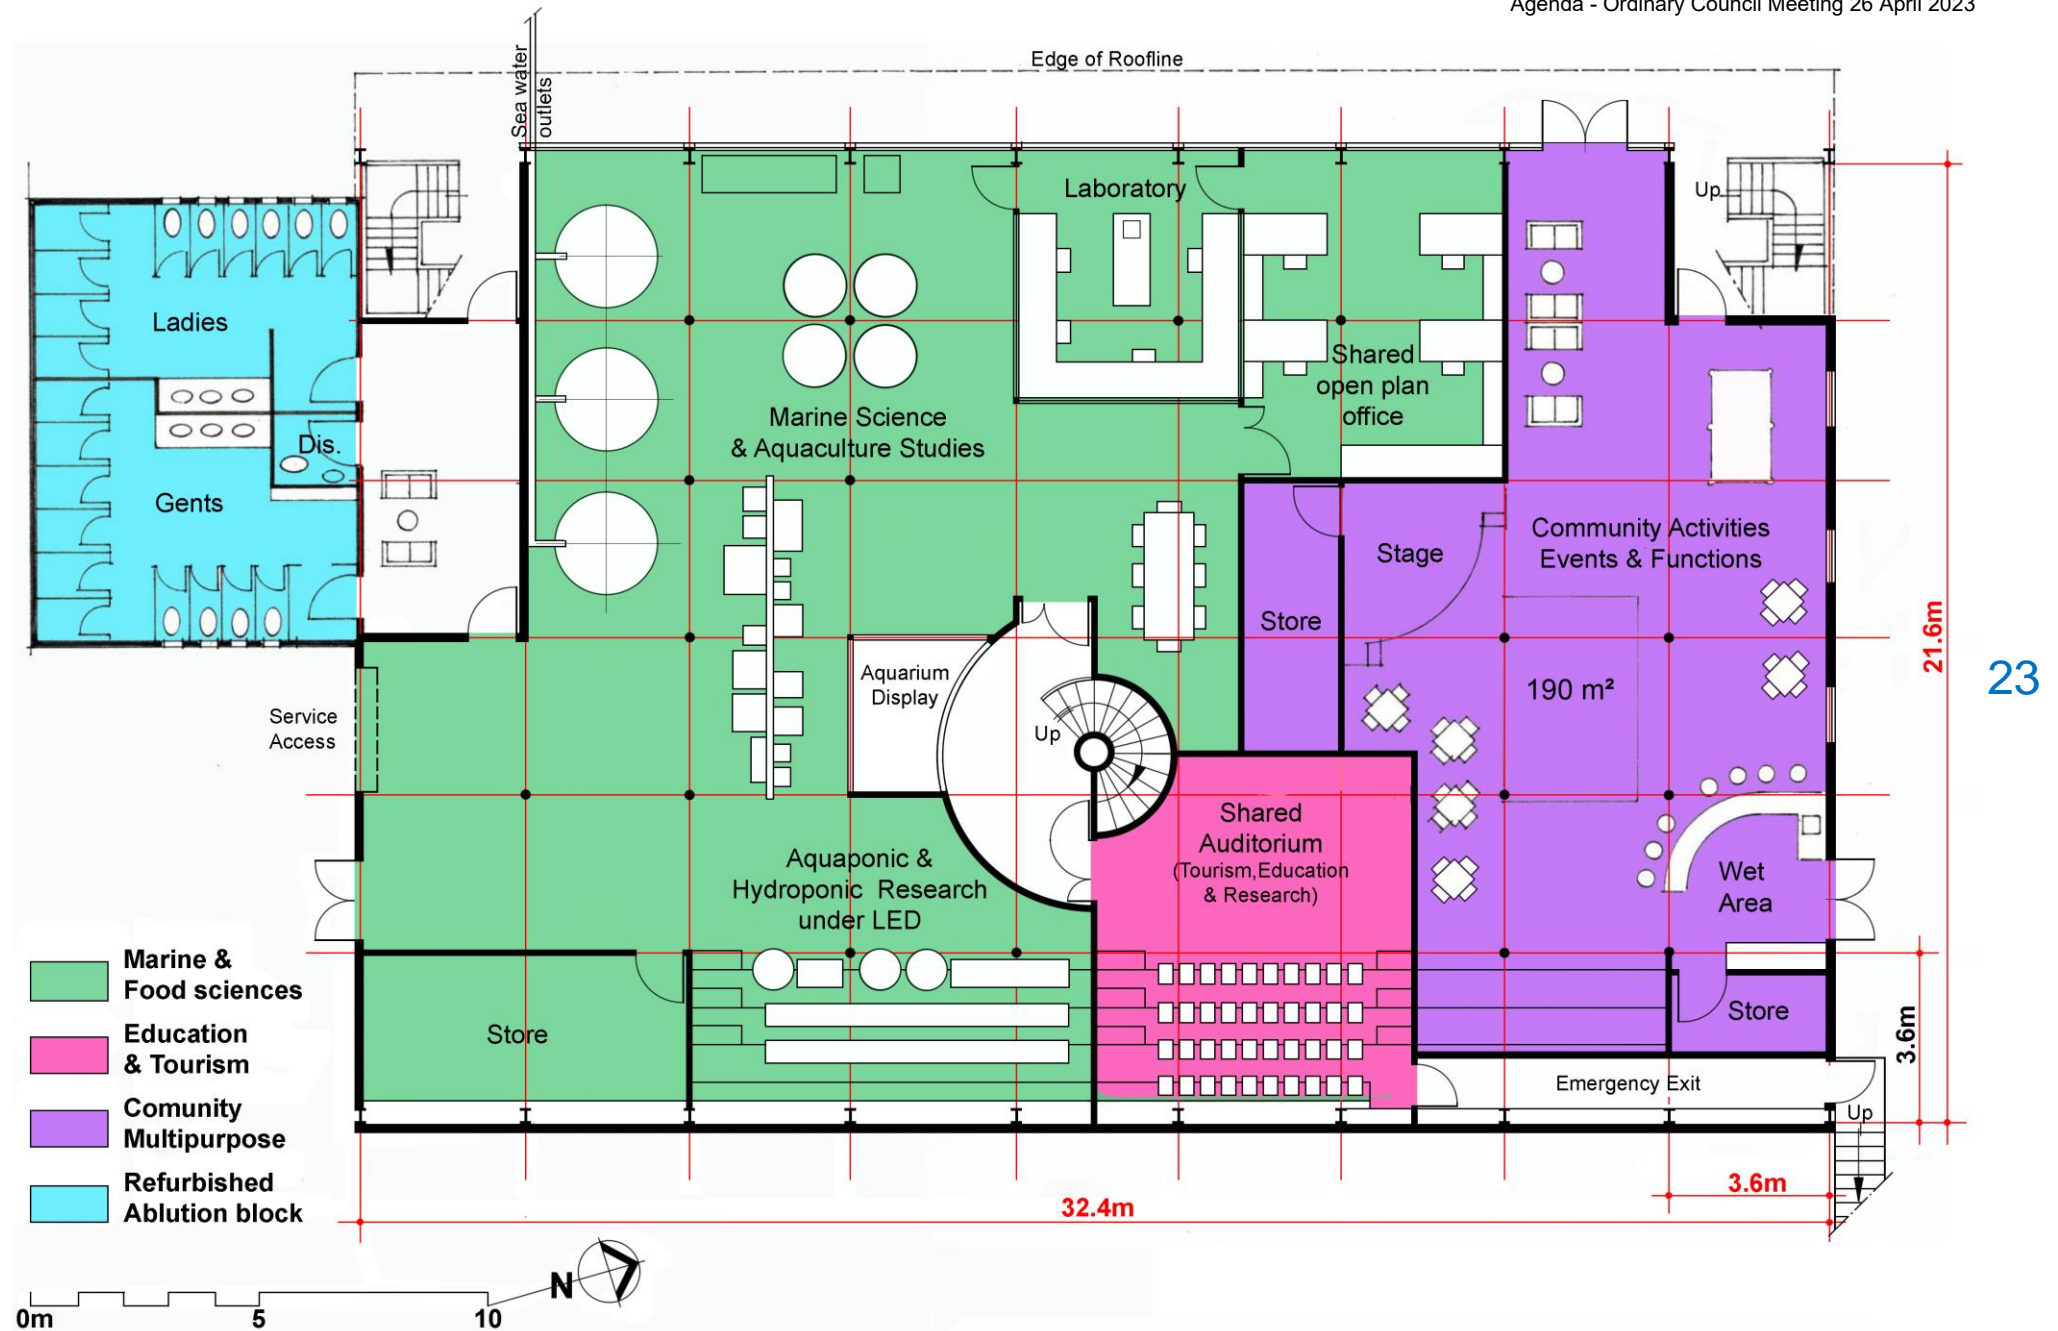 Agenda - Ordinary Council Meeting 26 April 2023
Edge of Roofline
Sea water
outlets
Laboratory
Up
Ladies
Shared
open plan
office
Marine Science
& Aquaculture Studies
Dis.
Gents
Stage
Community Activities
Events & Functions
Store
21.6m
23
Aquarium
Display
190 m²
Service
Access
Up
Shared
Auditorium
(Tourism,Education
& Research)
Aquaponic &
Hydroponic Research
under LED
Wet
Area
Marine &
Food sciences
Store
Store
3.6m
Education
& Tourism
Emergency Exit
Up
Comunity
Multipurpose
Refurbished
Ablution block
3.6m
32.4m
N
0m
5
10